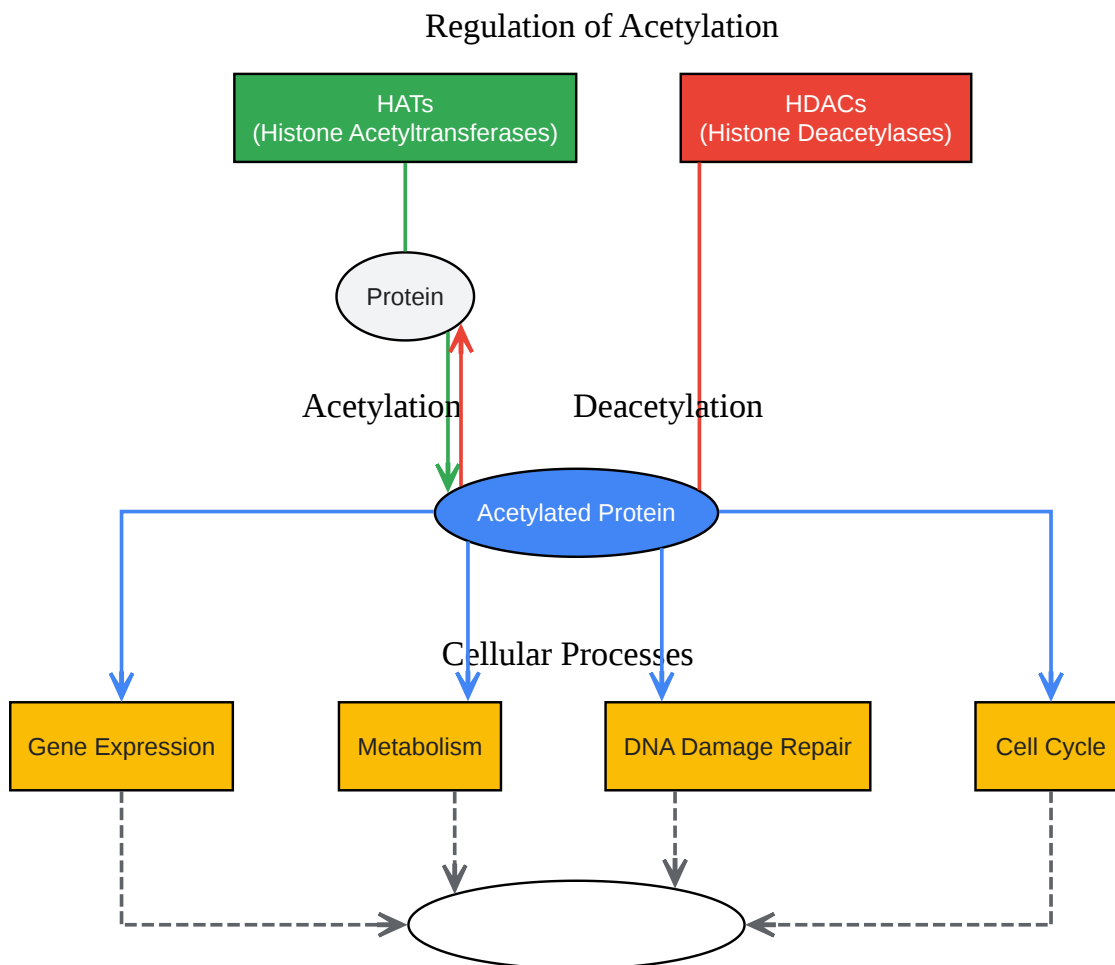 Regulation of Acetylation
HATs
(Histone Acetyltransferases)
HDACs
(Histone Deacetylases)
Protein
Acetylation
Deacetylation
Acetylated Protein
Cellular Processes
Gene Expression
Metabolism
DNA Damage Repair
Cell Cycle